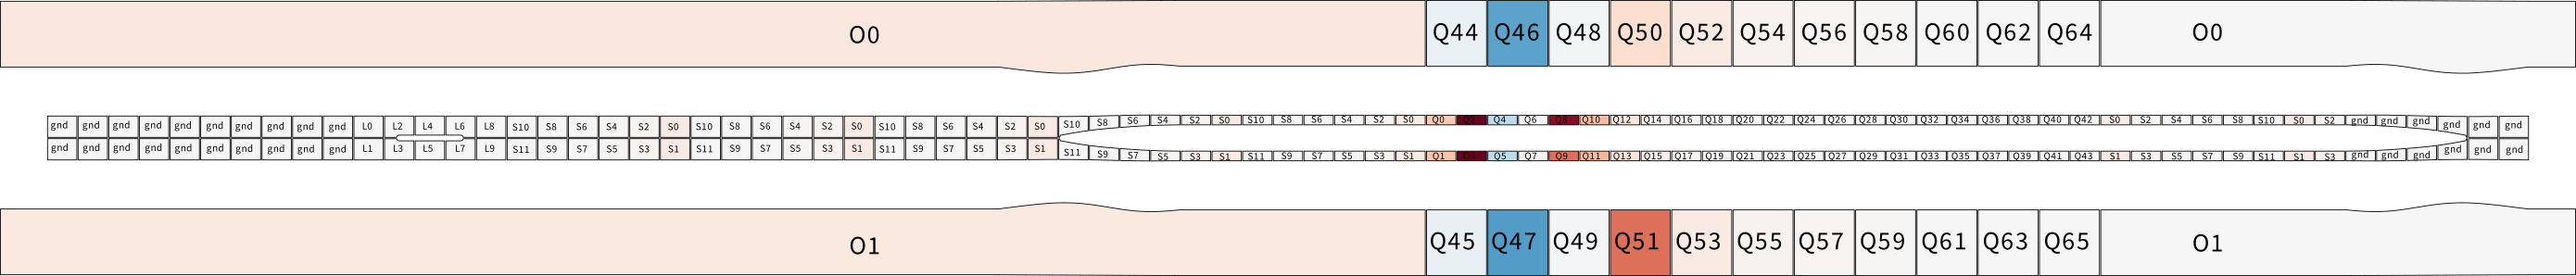 O0 Q44 Q46 Q48 Q50 Q52 Q54 Q56 Q58 Q60 Q62 Q64 O0
gnd gnd gnd gnd gnd gnd gnd gnd gnd gnd L0 L2 L4 L6 L8 S10 S8 S6 S4 S2 S0 S10 S8 S6 S4 S2 S0 S10 S8 S6 S4 S2 S0 S10 S8 S6 S4 S2 S0 S10 S8 S6 S4 S2 S0 Q0 Q2 Q4 Q6 Q8 Q10 Q12 Q14 Q16 Q18 Q20 Q22 Q24 Q26 Q28 Q30 Q32 Q34 Q36 Q38 Q40 Q42 S0 S2 S4 S6 S8 S10 S0 S2 gnd gnd gnd gnd gnd gnd
gnd gnd gnd gnd gnd gnd gnd gnd gnd gnd L1 L3 L5 L7 L9 S11 S9 S7 S5 S3 S1 S11 S9 S7 S5 S3 S1 S11 S9 S7 S5 S3 S1 S11 S9 S7 S5 S3 S1 S11 S9 S7 S5 S3 S1 Q1 Q3 Q5 Q7 Q9 Q11 Q13 Q15 Q17 Q19 Q21 Q23 Q25 Q27 Q29 Q31 Q33 Q35 Q37 Q39 Q41 Q43 S1 S3 S5 S7 S9 S11 S1 S3 gnd gnd gnd gnd gnd gnd
O1 Q45 Q47 Q49 Q51 Q53 Q55 Q57 Q59 Q61 Q63 Q65 O1